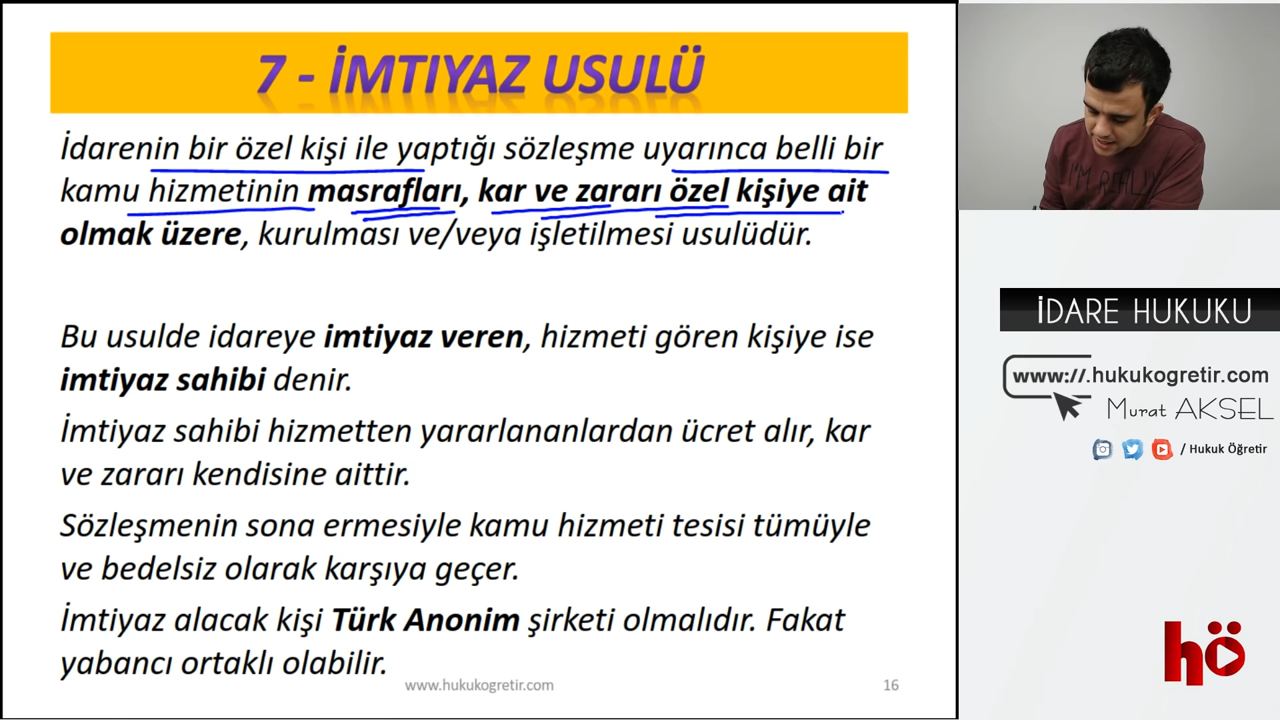 7 - İMTIYAZ USULÜ
İdarenin bir özel kişi ile yaptığı sözleşme uyarınca belli bir
kamu hizmetinin masrafları, kar ve zararı özel kişiye ait
olmak üzere, kurulması ve/veya işletilmesi usulüdür.
Bu usulde idareye imtiyaz veren, hizmeti gören kişiye ise
imtiyaz sahibi denir.
İmtiyaz sahibi hizmetten yararlananlardan ücret alır, kar
ve zararı kendisine aittir.
Sözleşmenin sona ermesiyle kamu hizmeti tesisi tümüyle
ve bedelsiz olarak karşıya geçer.
İmtiyaz alacak kişi Türk Anonim şirketi olmalıdır. Fakat
yabancı ortaklı olabilir.
www.hukukogretir.com
16
İDARE HUKUKU
www://.hukukogretir.com
Murat AKSEL
/ Hukuk Öğretir
hö